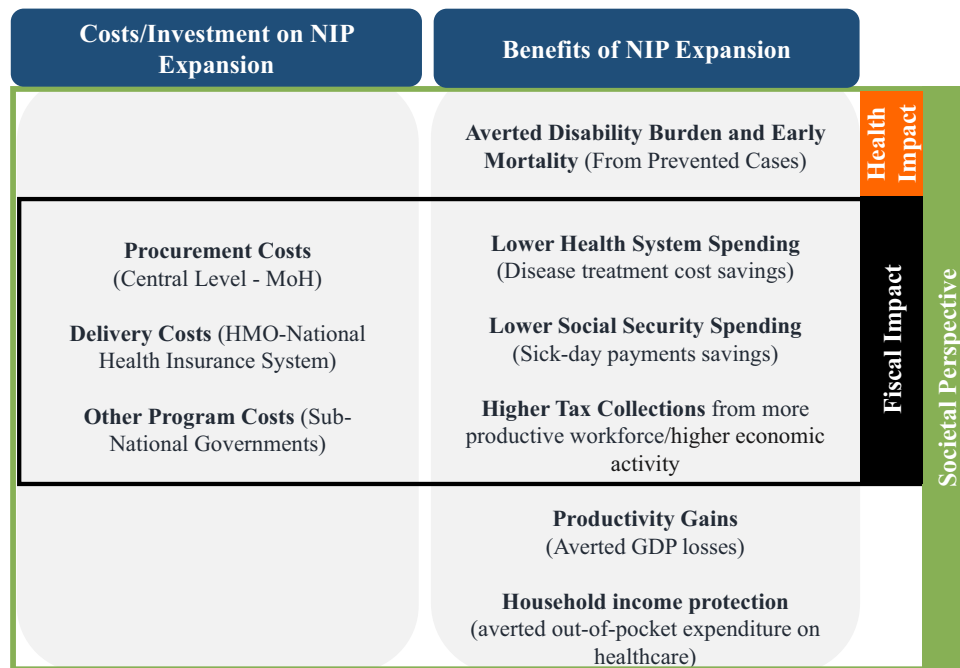 Costs/Investment on NIP
Expansion
Benefits of NIP Expansion
Averted Disability Burden and Early
Mortality (From Prevented Cases)
Health
Impact
Procurement Costs
(Central Level - MoH)
Delivery Costs (HMO-National
Health Insurance System)
Other Program Costs (Sub-
National Governments)
Lower Health System Spending
(Disease treatment cost savings)
Lower Social Security Spending
(Sick-day payments savings)
Higher Tax Collections from more
productive workforce/higher economic
activity
Fiscal Impact
Productivity Gains
(Averted GDP losses)
Household income protection
(averted out-of-pocket expenditure on
healthcare)
Societal Perspective